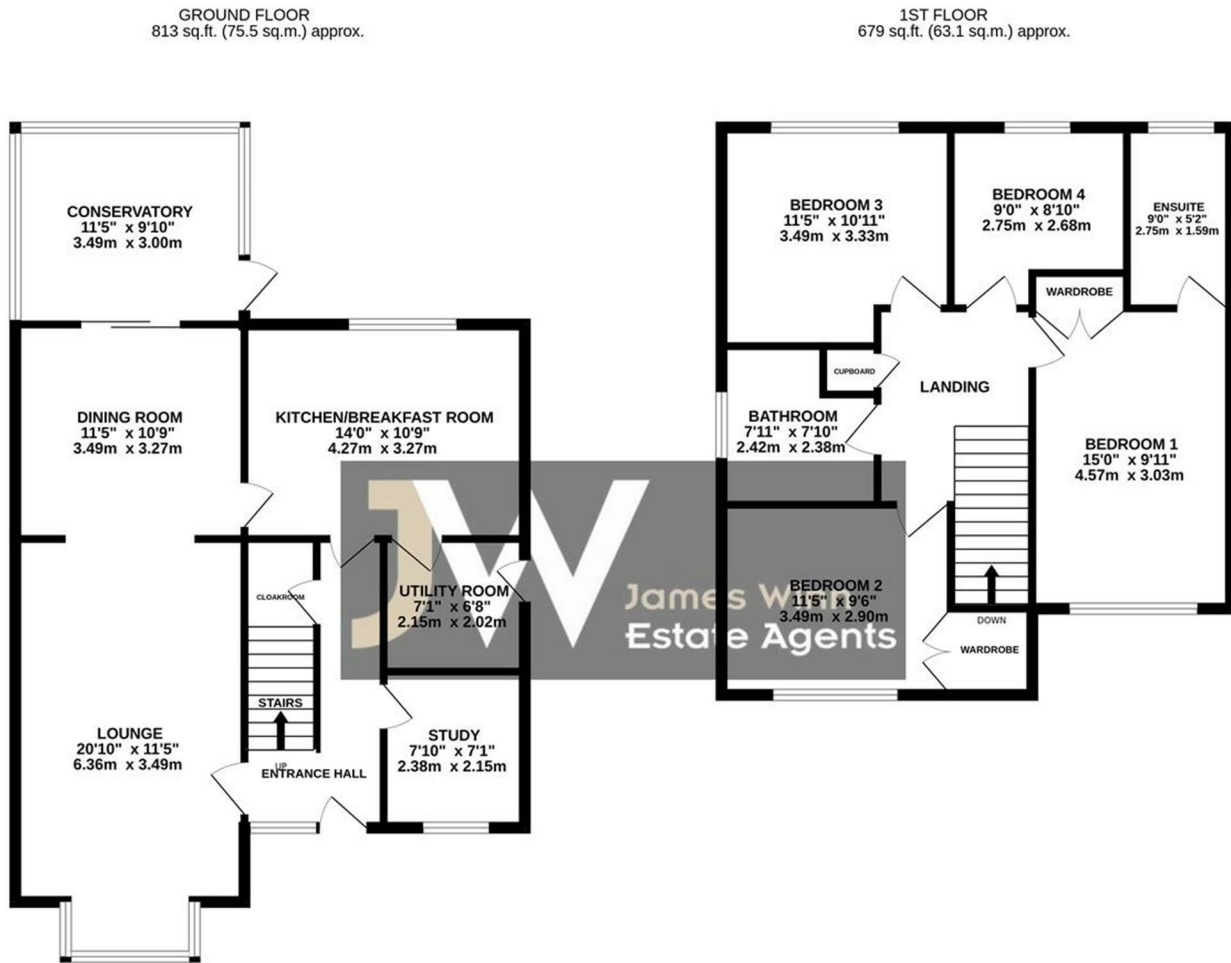 GROUND FLOOR
813 sq.ft. (75.5 sq.m.) approx.
1ST FLOOR
679 sq.ft. (63.1 sq.m.) approx.
CONSERVATORY
11'5" x 9'10"
3.49m x 3.00m
DINING ROOM
11'5" x 10'9"
3.49m x 3.27m
KITCHEN/BREAKFAST ROOM
14'0" x 10'9"
4.27m x 3.27m
CLOAKROOM
UTILITY ROOM
7'1" x 6'8"
2.15m x 2.02m
STAIRS
UP
LOUNGE
20'10" x 11'5"
6.36m x 3.49m
STUDY
7'10" x 7'1"
2.38m x 2.15m
ENTRANCE HALL
BEDROOM 3
11'5" x 10'11"
3.49m x 3.33m
BEDROOM 4
9'0" x 8'10"
2.75m x 2.68m
ENSUITE
9'0" x 5'2"
2.75m x 1.59m
WARDROBE
CUPBOARD
LANDING
BATHROOM
7'11" x 7'10"
2.42m x 2.38m
BEDROOM 1
15'0" x 9'11"
4.57m x 3.03m
BEDROOM 2
11'5" x 9'6"
3.49m x 2.90m
DOWN
WARDROBE
JW
James Winn
Estate Agents